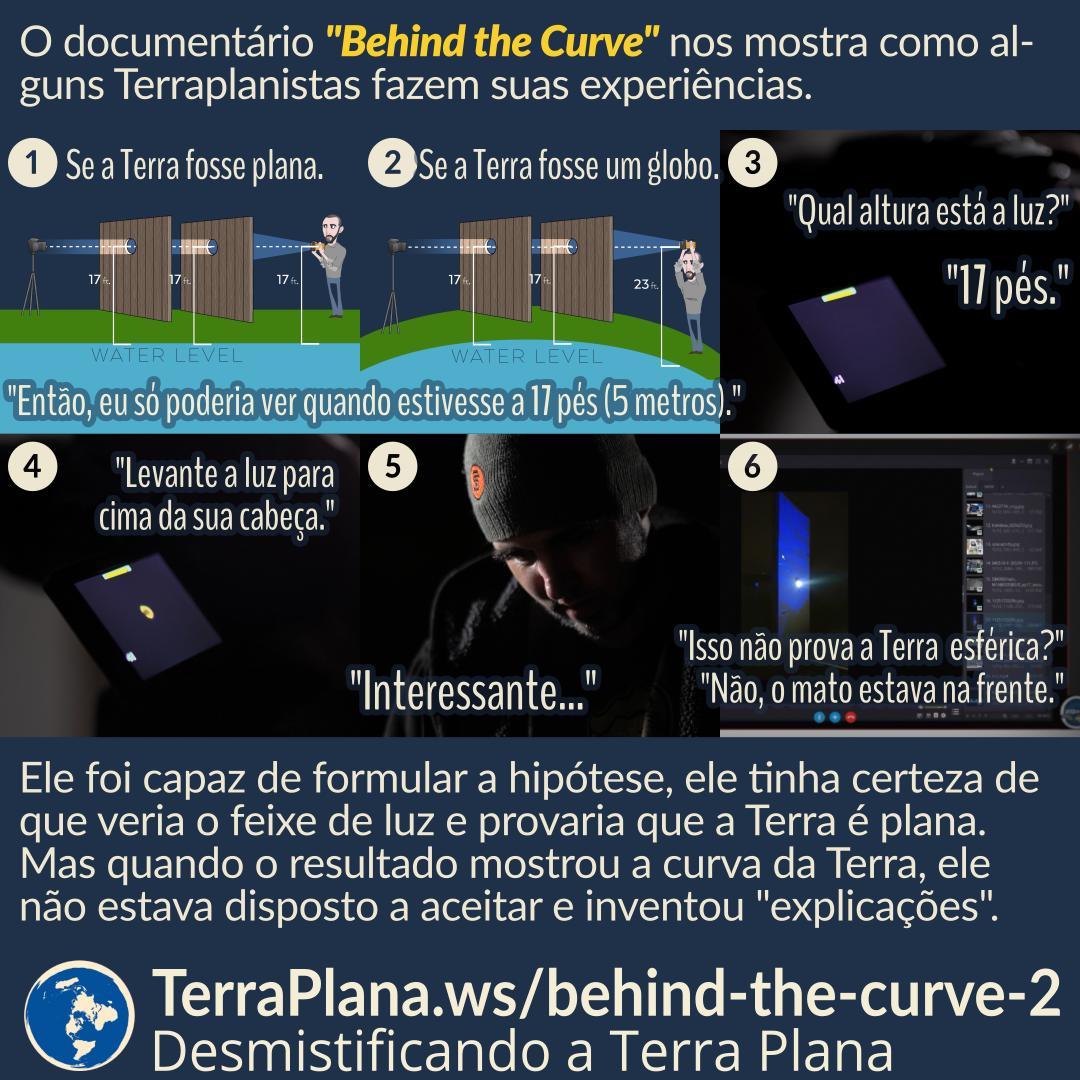 O documentário "Behind the Curve" nos mostra como al-
guns Terraplanistas fazem suas experiências.
1 Se a Terra fosse plana.
17 ft.
17 ft.
17 ft.
WATER LEVEL
2 Se a Terra fosse um globo.
17 ft.
17 ft.
23 ft.
WATER LEVEL
"Então, eu só poderia ver quando estivesse a 17 pés (5 metros)."
3
"Qual altura está a luz?"
"17 pés."
4
"Levante a luz para
cima da sua cabeça."
5
"Interessante..."
6
"Isso não prova a Terra esférica?"
"Não, o mato estava na frente."
Ele foi capaz de formular a hipótese, ele tinha certeza de
que veria o feixe de luz e provaria que a Terra é plana.
Mas quando o resultado mostrou a curva da Terra, ele
não estava disposto a aceitar e inventou "explicações".
TerraPlana.ws/behind-the-curve-2
Desmistificando a Terra Plana